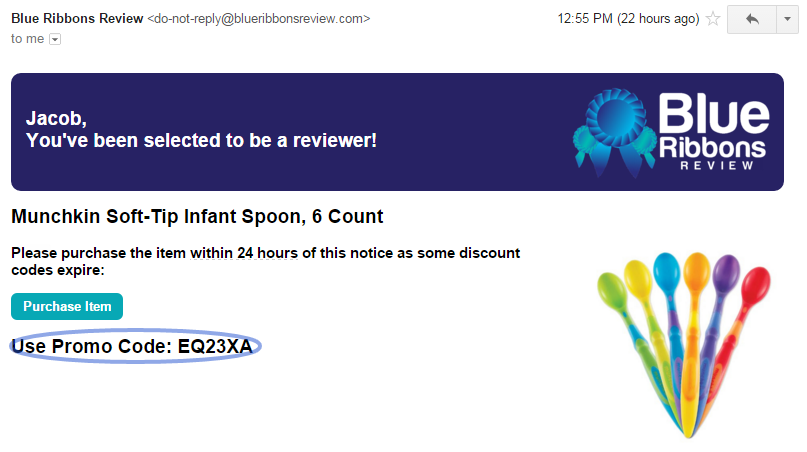 Blue Ribbons Review <do-not-reply@blueribbonsreview.com> 12:55 PM (22 hours ago)
to me
Jacob,
You've been selected to be a reviewer!
Blue
Ribbons
REVIEW
Munchkin Soft-Tip Infant Spoon, 6 Count
Please purchase the item within 24 hours of this notice as some discount
codes expire:
Purchase Item
Use Promo Code: EQ23XA